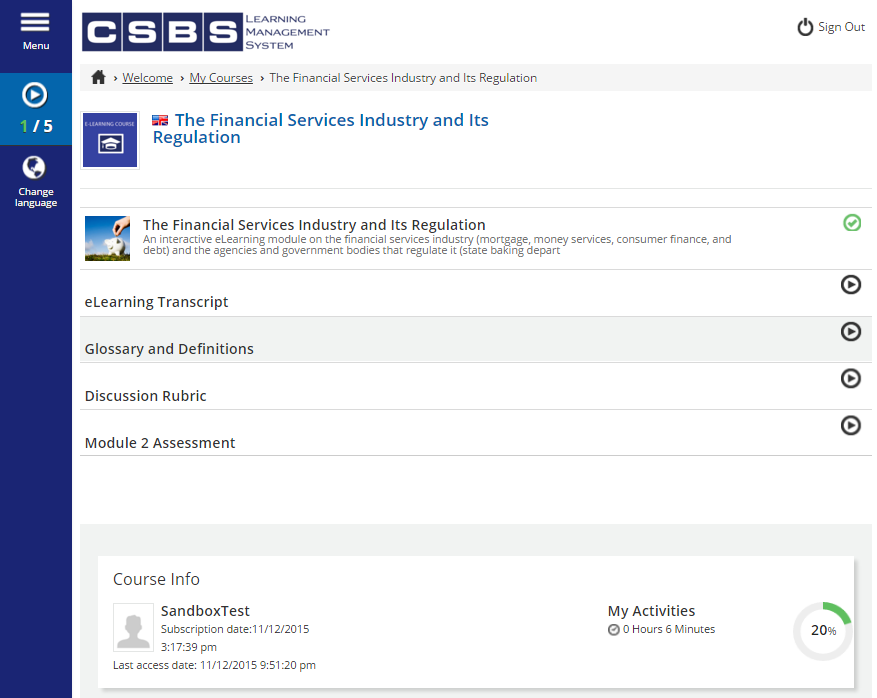 Menu
1 / 5
Change
language
CSBS
LEARNING
MANAGEMENT
SYSTEM
Sign Out
› Welcome › My Courses › The Financial Services Industry and Its Regulation
E-LEARNING COURSE
The Financial Services Industry and Its
Regulation
The Financial Services Industry and Its Regulation
An interactive eLearning module on the financial services industry (mortgage, money services, consumer finance, and
debt) and the agencies and government bodies that regulate it (state baking depart
eLearning Transcript
Glossary and Definitions
Discussion Rubric
Module 2 Assessment
Course Info
SandboxTest
Subscription date:11/12/2015
3:17:39 pm
Last access date: 11/12/2015 9:51:20 pm
My Activities
0 Hours 6 Minutes
20%